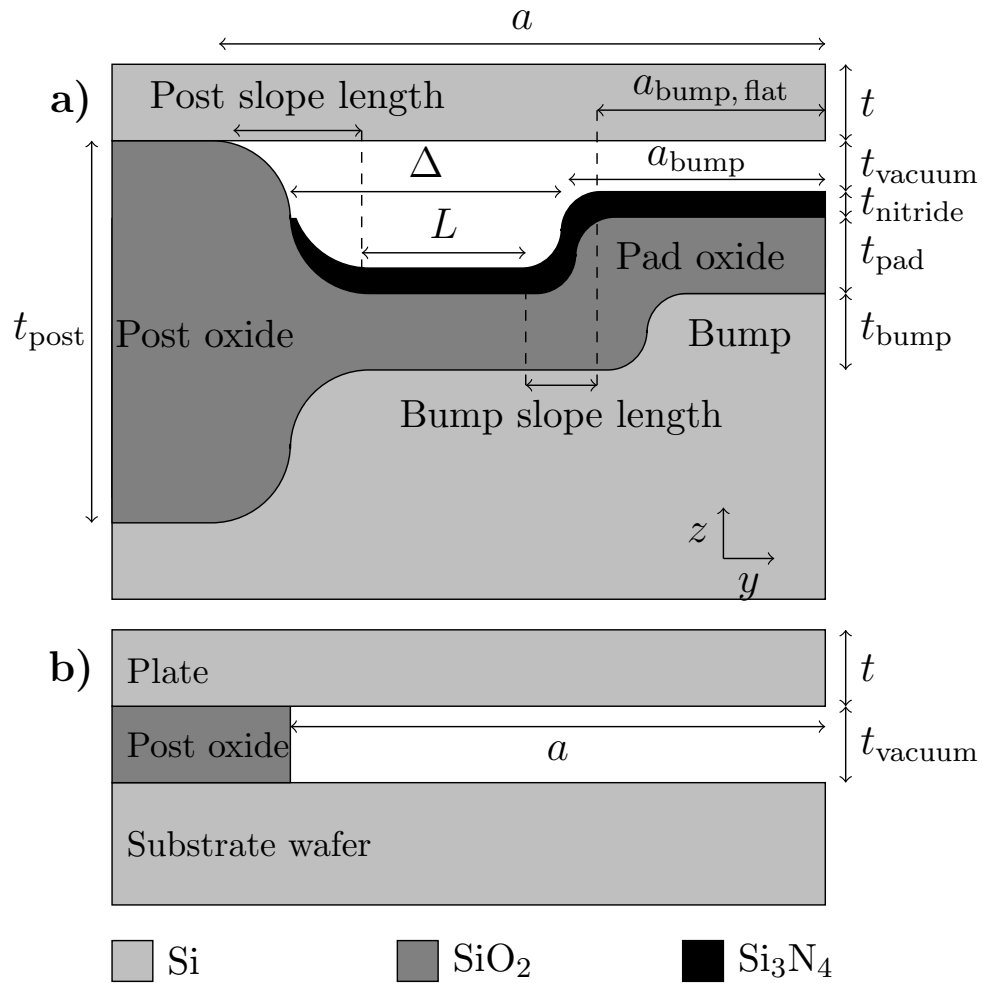 a
a)
Post slope length
a_bump, flat
t
Δ
a_bump
t_vacuum
t_nitride
L
Pad oxide
t_pad
t_post
Post oxide
Bump
t_bump
Bump slope length
z
y
b)
Plate
t
Post oxide
a
t_vacuum
Substrate wafer
Si
SiO₂
Si₃N₄